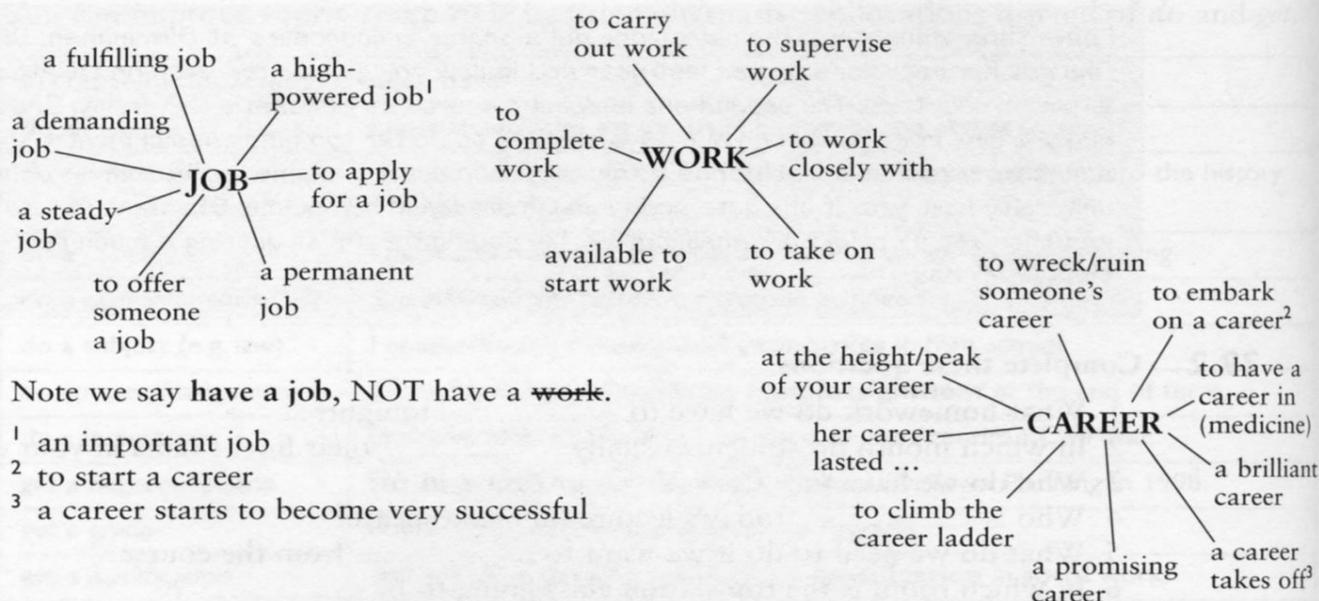 a fulfilling job
a high-
powered job¹
a demanding
job
JOB
to apply
for a job
a steady
job
a permanent
job
to offer
someone
a job
to carry
out work
to supervise
work
to
complete
work
WORK
to work
closely with
available to
start work
to take on
work
to wreck/ruin
someone's
career
to embark
on a career²
at the height/peak
of your career
to have a
career in
(medicine)
her career
lasted ...
CAREER
a brilliant
career
to climb the
career ladder
a promising
career
a career
takes off³
Note we say have a job, NOT have a work.
¹ an important job
² to start a career
³ a career starts to become very successful